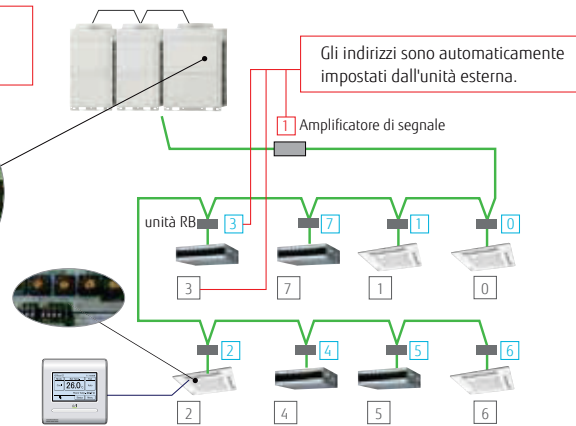 Gli indirizzi sono automaticamente
impostati dall'unità esterna.
1 Amplificatore di segnale
unità RB 3 7 1 0
3 7 1 0
2 4 5 6
26.0
2 4 5 6